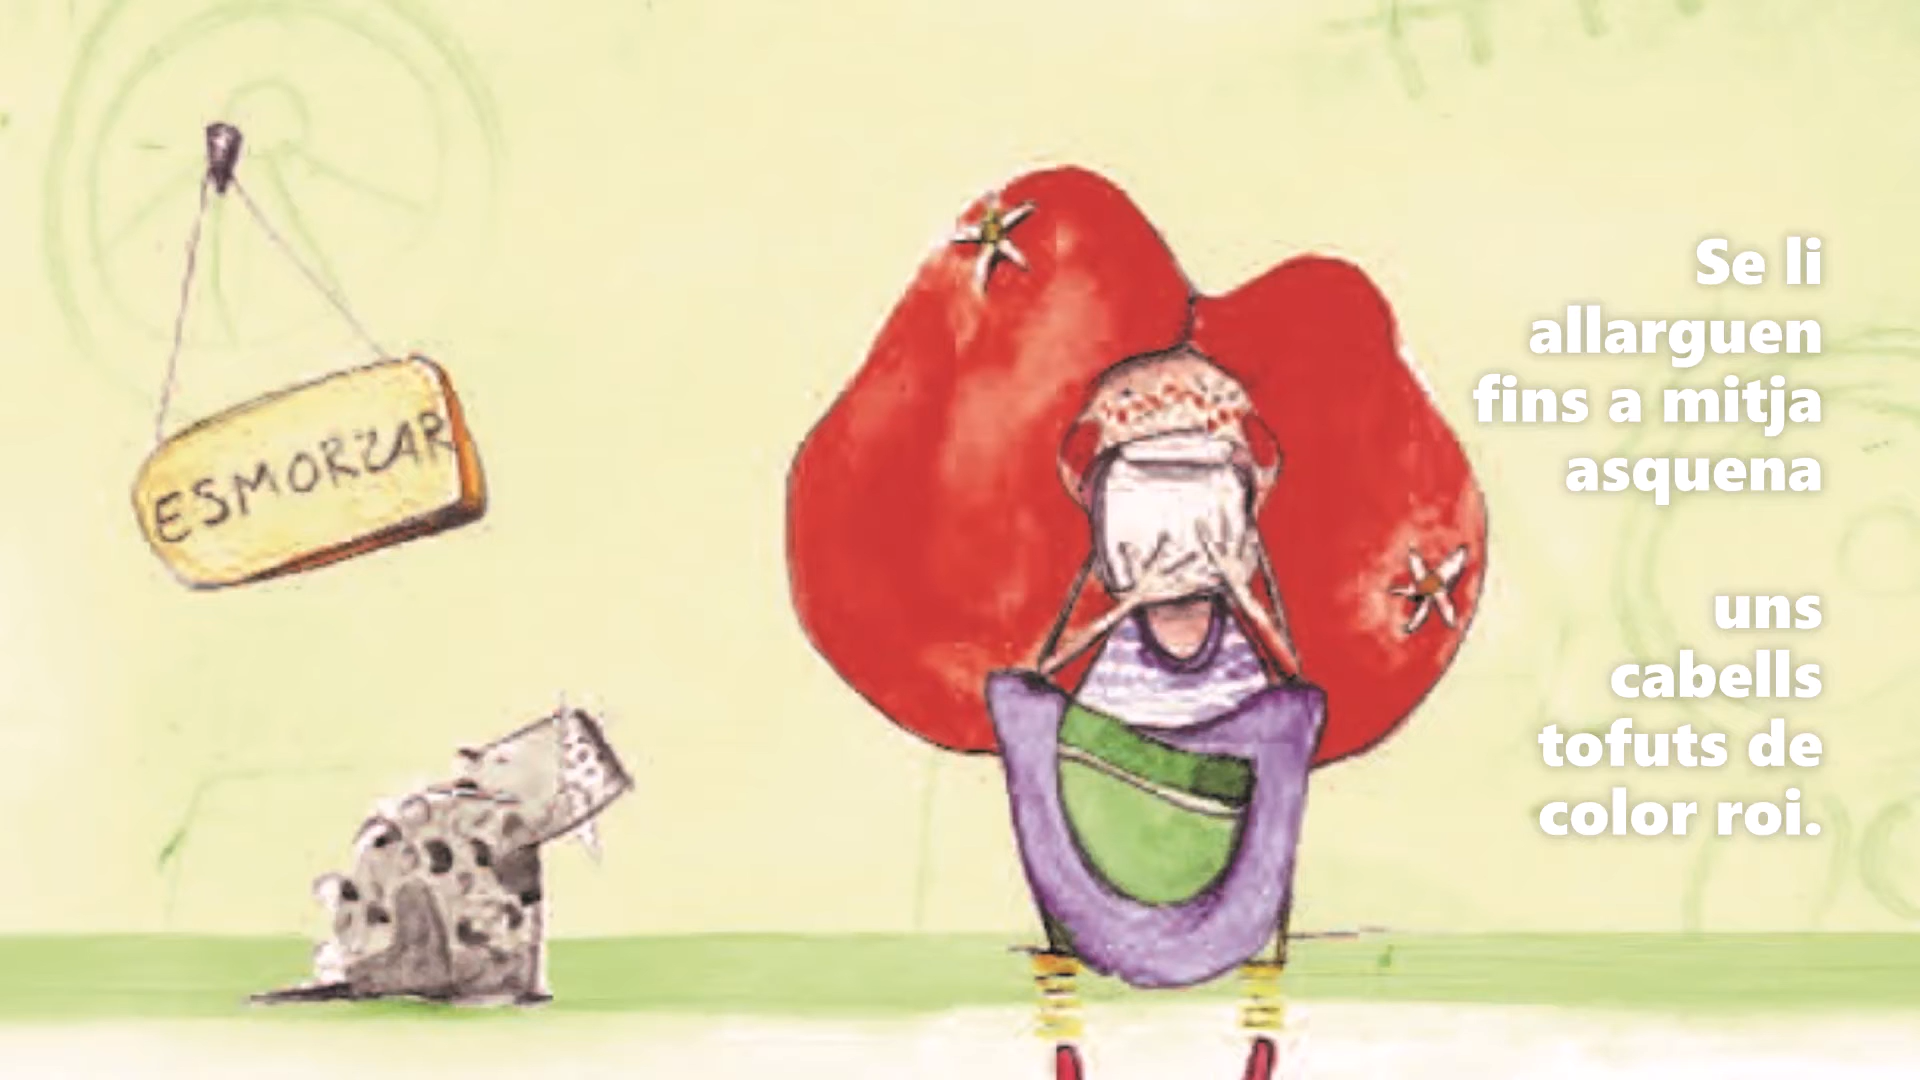 ESMORZAR
Se li
allarguen
fins a mitja
asquena
uns
cabells
tofuts de
color roi.